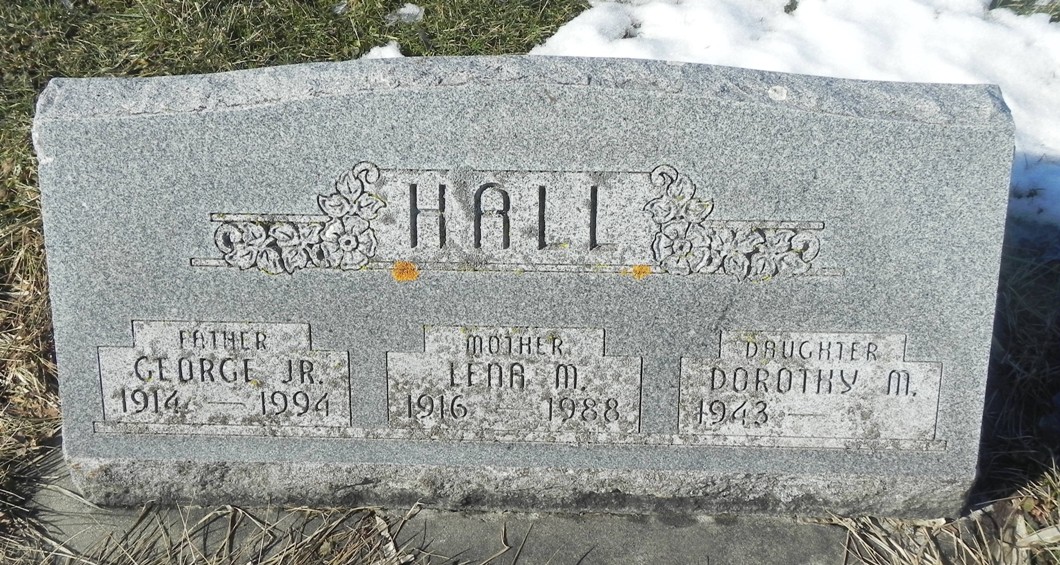 HALL
FATHER
GEORGE JR.
1914 — 1994
MOTHER
LENA M.
1916 — 1988
DAUGHTER
DOROTHY M.
1943 —